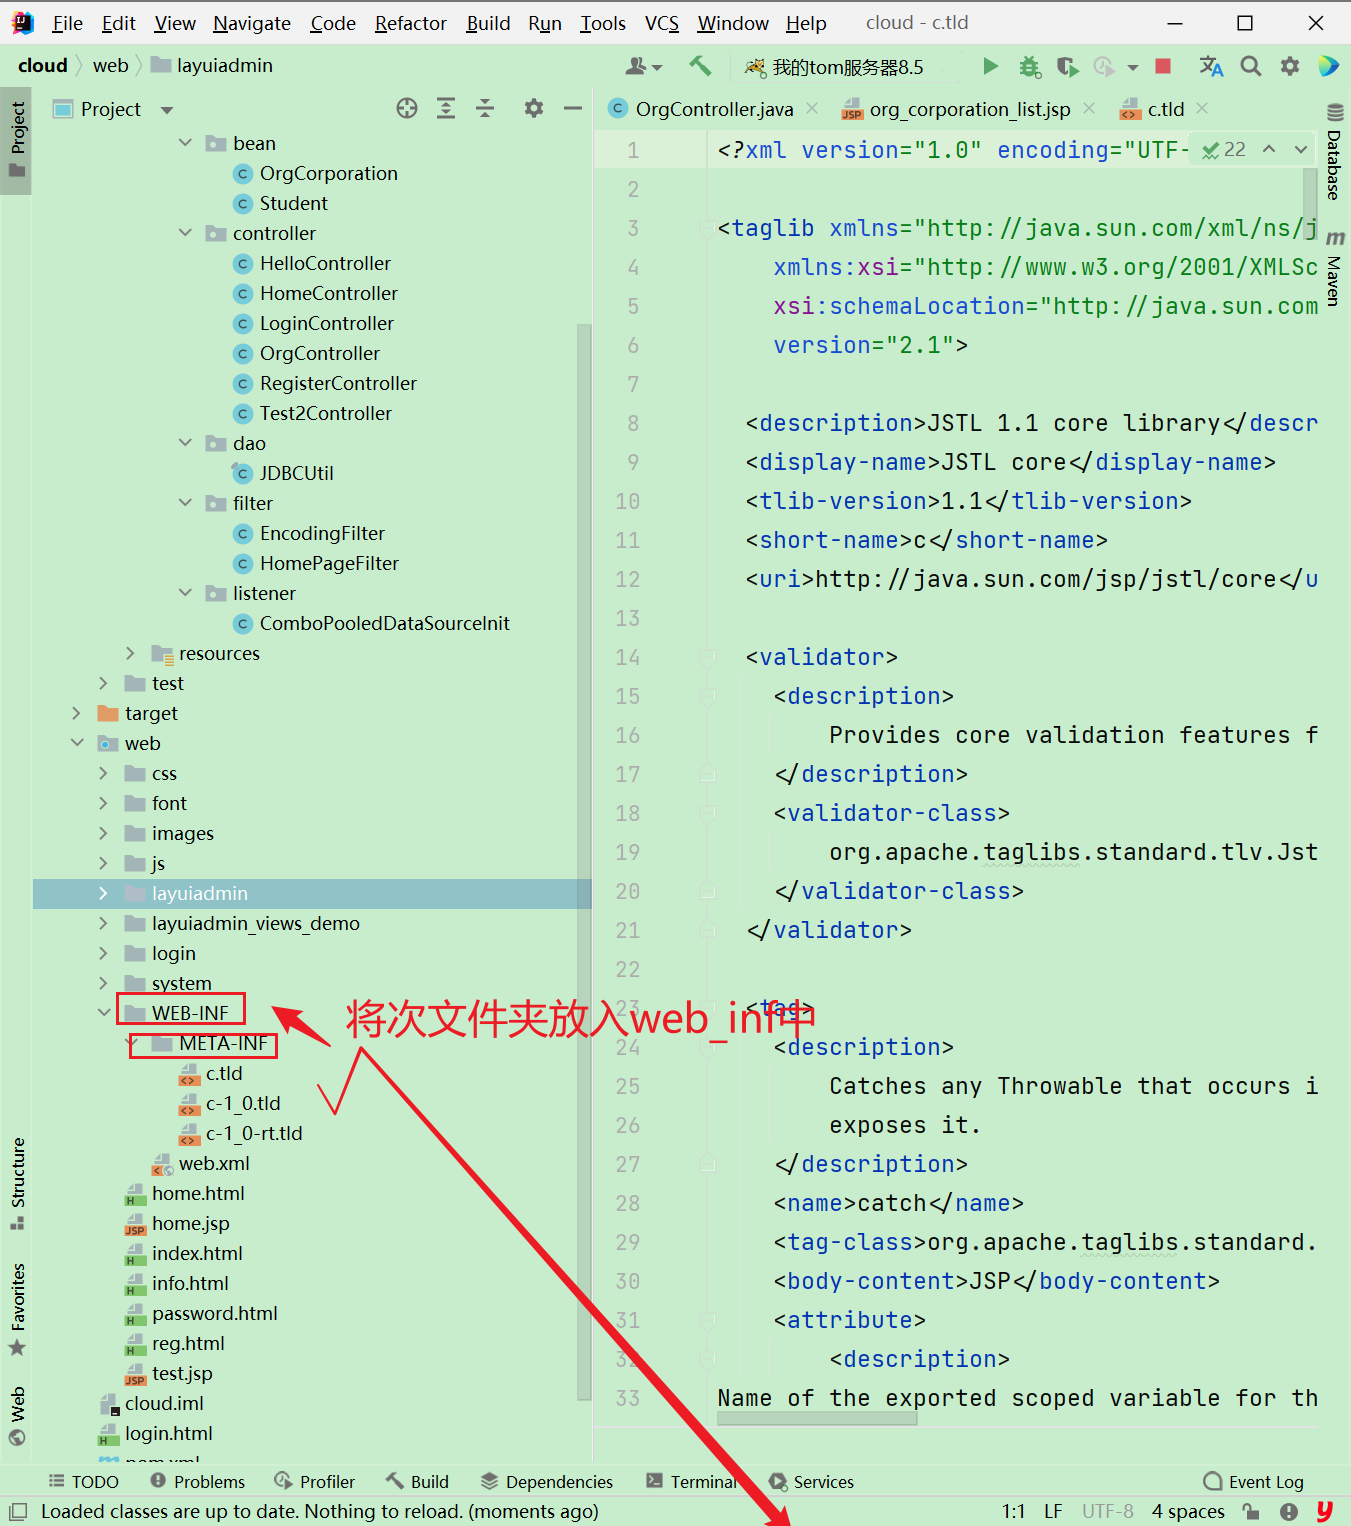 File Edit View Navigate Code Refactor Build Run Tools VCS Window Help cloud - c.tld
cloud web layuiadmin 我的tom服务器8.5
Project
OrgController.java org_corporation_list.jsp c.tld
Project
Structure
Favorites
Web
bean
OrgCorporation
Student
controller
HelloController
HomeController
LoginController
OrgController
RegisterController
Test2Controller
dao
JDBCUtil
filter
EncodingFilter
HomePageFilter
listener
ComboPooledDataSourceInit
resources
test
target
web
css
font
images
js
layuiadmin
layuiadmin_views_demo
login
system
WEB-INF
META-INF
c.tld
c-1_0.tld
c-1_0-rt.tld
web.xml
home.html
home.jsp
index.html
info.html
password.html
reg.html
test.jsp
cloud.iml
login.html
pom.xml
将次文件夹放入web_inf中
1 <?xml version="1.0" encoding="UTF- 22
2
3 <taglib xmlns="http://java.sun.com/xml/ns/j
4 xmlns:xsi="http://www.w3.org/2001/XMLSc
5 xsi:schemaLocation="http://java.sun.com
6 version="2.1">
7
8 <description>JSTL 1.1 core library</descr
9 <display-name>JSTL core</display-name>
10 <tlib-version>1.1</tlib-version>
11 <short-name>c</short-name>
12 <uri>http://java.sun.com/jsp/jstl/core</u
13
14 <validator>
15 <description>
16 Provides core validation features f
17 </description>
18 <validator-class>
19 org.apache.taglibs.standard.tlv.Jst
20 </validator-class>
21 </validator>
22
23 <tag>
24 <description>
25 Catches any Throwable that occurs i
26 exposes it.
27 </description>
28 <name>catch</name>
29 <tag-class>org.apache.taglibs.standard.
30 <body-content>JSP</body-content>
31 <attribute>
32 <description>
33 Name of the exported scoped variable for th
Database
Maven
TODO Problems Profiler Build Dependencies Terminal Services Event Log
Loaded classes are up to date. Nothing to reload. (moments ago) 1:1 LF UTF-8 4 spaces